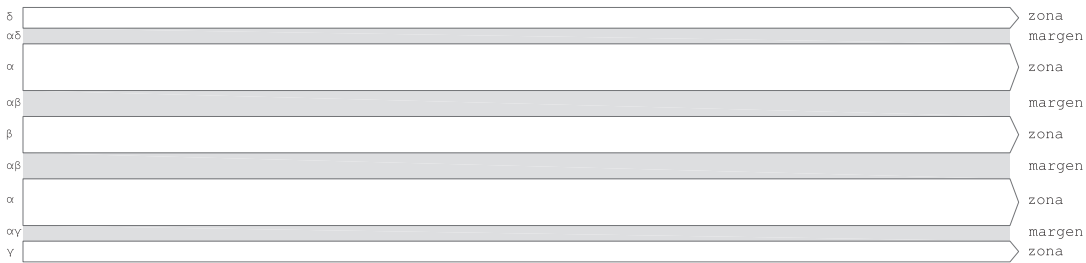 δ zona
αδ margen
α zona
αβ margen
β zona
αβ margen
α zona
αγ margen
γ zona